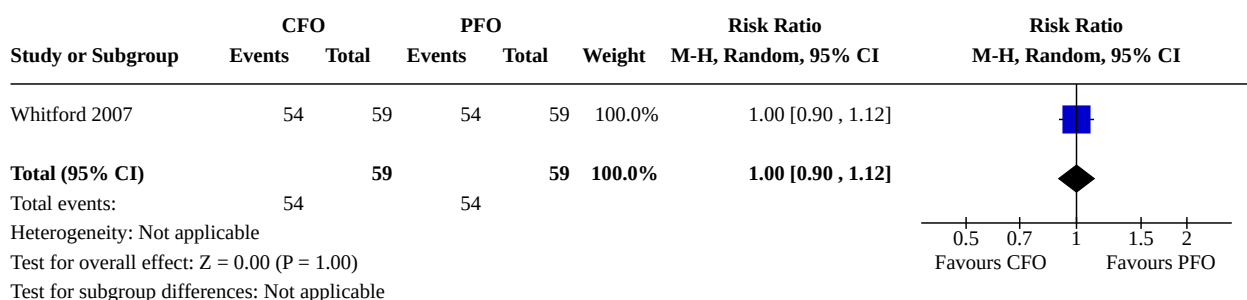 CFO PFO Risk Ratio Risk Ratio
Study or Subgroup Events Total Events Total Weight M-H, Random, 95% CI M-H, Random, 95% CI
Whitford 2007 54 59 54 59 100.0% 1.00 [0.90 , 1.12]
Total (95% CI) 59 59 100.0% 1.00 [0.90 , 1.12]
Total events: 54 54
Heterogeneity: Not applicable
0.5 0.7 1 1.5 2
Test for overall effect: Z = 0.00 (P = 1.00) Favours CFO Favours PFO
Test for subgroup differences: Not applicable